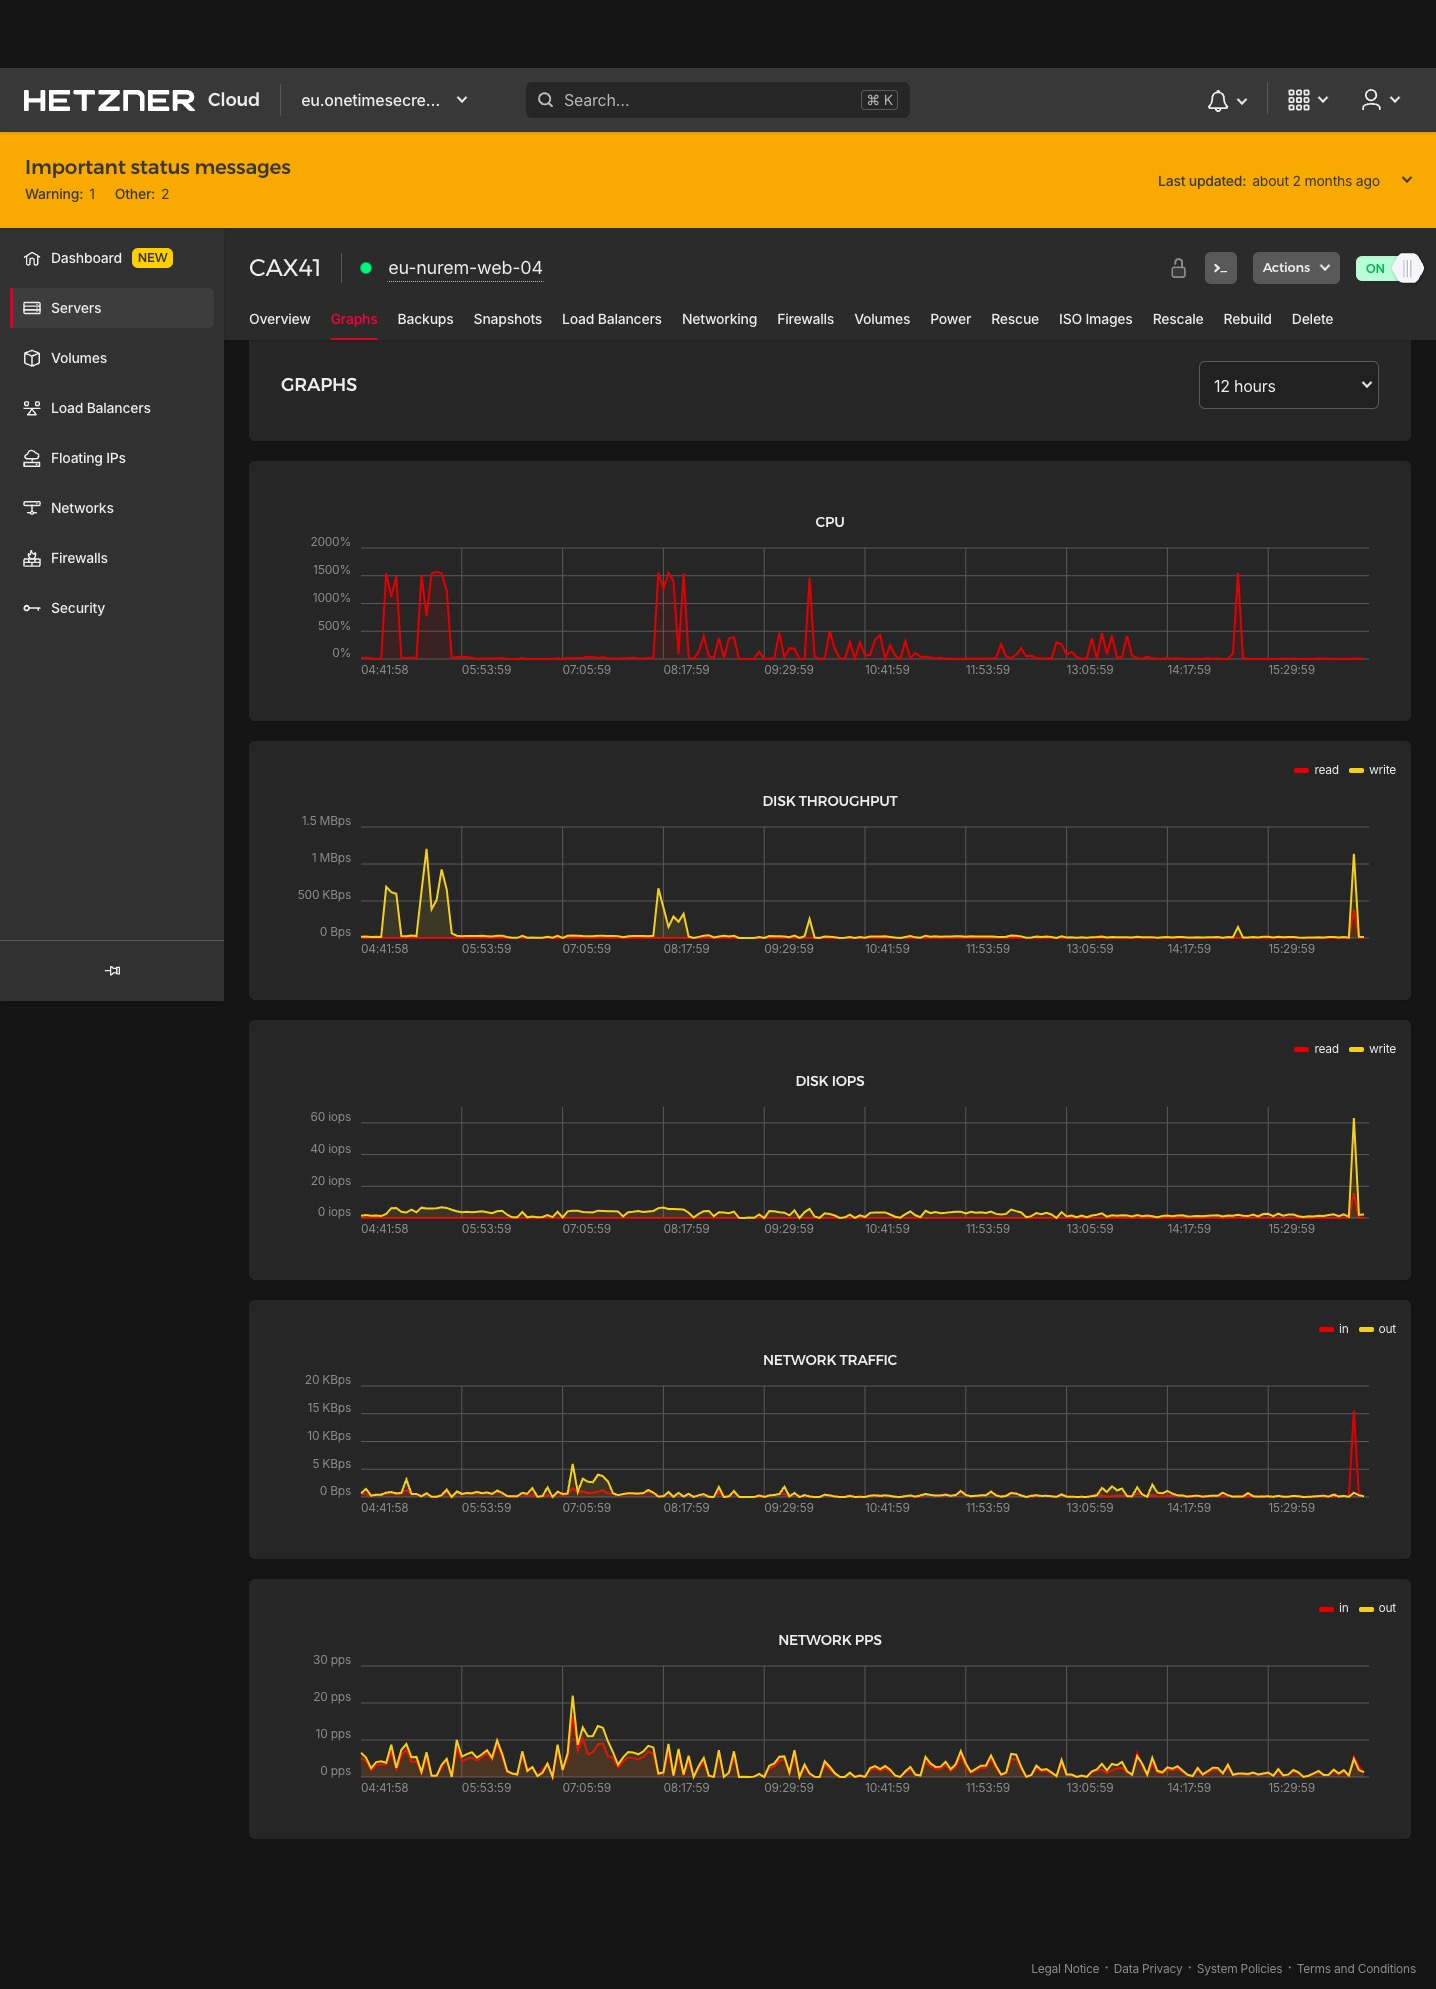 HETZNER Cloud eu.onetimesecre... Search... ⌘ K
Important status messages
Warning: 1 Other: 2
Last updated: about 2 months ago
Dashboard NEW
Servers
Volumes
Load Balancers
Floating IPs
Networks
Firewalls
Security
CAX41 eu-nurem-web-04 >_ Actions ON
Overview Graphs Backups Snapshots Load Balancers Networking Firewalls Volumes Power Rescue ISO Images Rescale Rebuild Delete
GRAPHS 12 hours
CPU
2000%
1500%
1000%
500%
0%
04:41:58 05:53:59 07:05:59 08:17:59 09:29:59 10:41:59 11:53:59 13:05:59 14:17:59 15:29:59
read write
DISK THROUGHPUT
1.5 MBps
1 MBps
500 KBps
0 Bps
04:41:58 05:53:59 07:05:59 08:17:59 09:29:59 10:41:59 11:53:59 13:05:59 14:17:59 15:29:59
read write
DISK IOPS
60 iops
40 iops
20 iops
0 iops
04:41:58 05:53:59 07:05:59 08:17:59 09:29:59 10:41:59 11:53:59 13:05:59 14:17:59 15:29:59
in out
NETWORK TRAFFIC
20 KBps
15 KBps
10 KBps
5 KBps
0 Bps
04:41:58 05:53:59 07:05:59 08:17:59 09:29:59 10:41:59 11:53:59 13:05:59 14:17:59 15:29:59
in out
NETWORK PPS
30 pps
20 pps
10 pps
0 pps
04:41:58 05:53:59 07:05:59 08:17:59 09:29:59 10:41:59 11:53:59 13:05:59 14:17:59 15:29:59
Legal Notice · Data Privacy · System Policies · Terms and Conditions